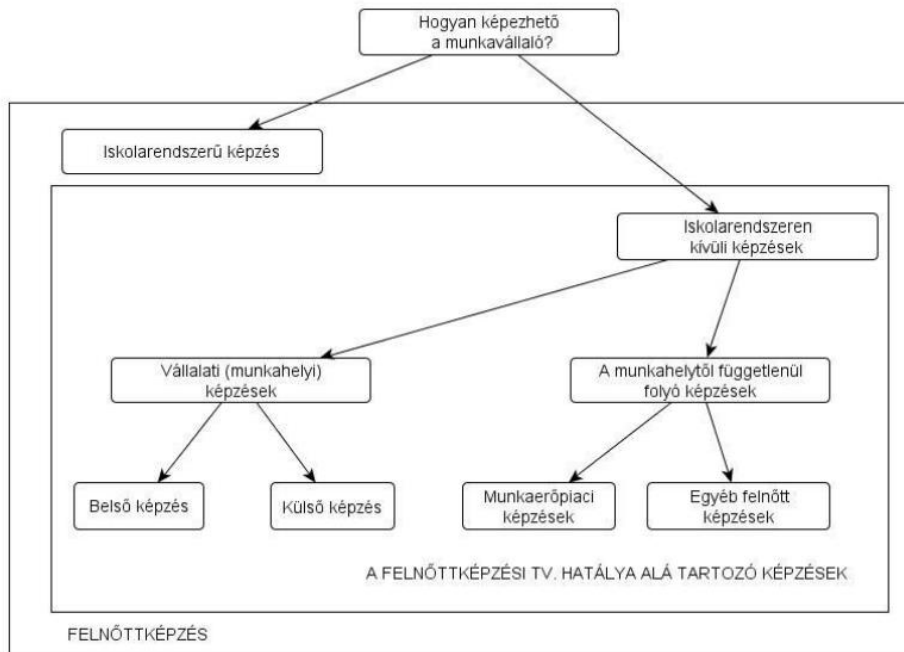 Hogyan képezhető
a munkavállaló?
Iskolarendszerű képzés
Iskolarendszeren
kívüli képzések
Vállalati (munkahelyi)
képzések
A munkahelytől függetlenül
folyó képzések
Belső képzés
Külső képzés
Munkaerőpiaci
képzések
Egyéb felnőtt
képzések
A FELNŐTTKÉPZÉSI TV. HATÁLYA ALÁ TARTOZÓ KÉPZÉSEK
FELNŐTTKÉPZÉS